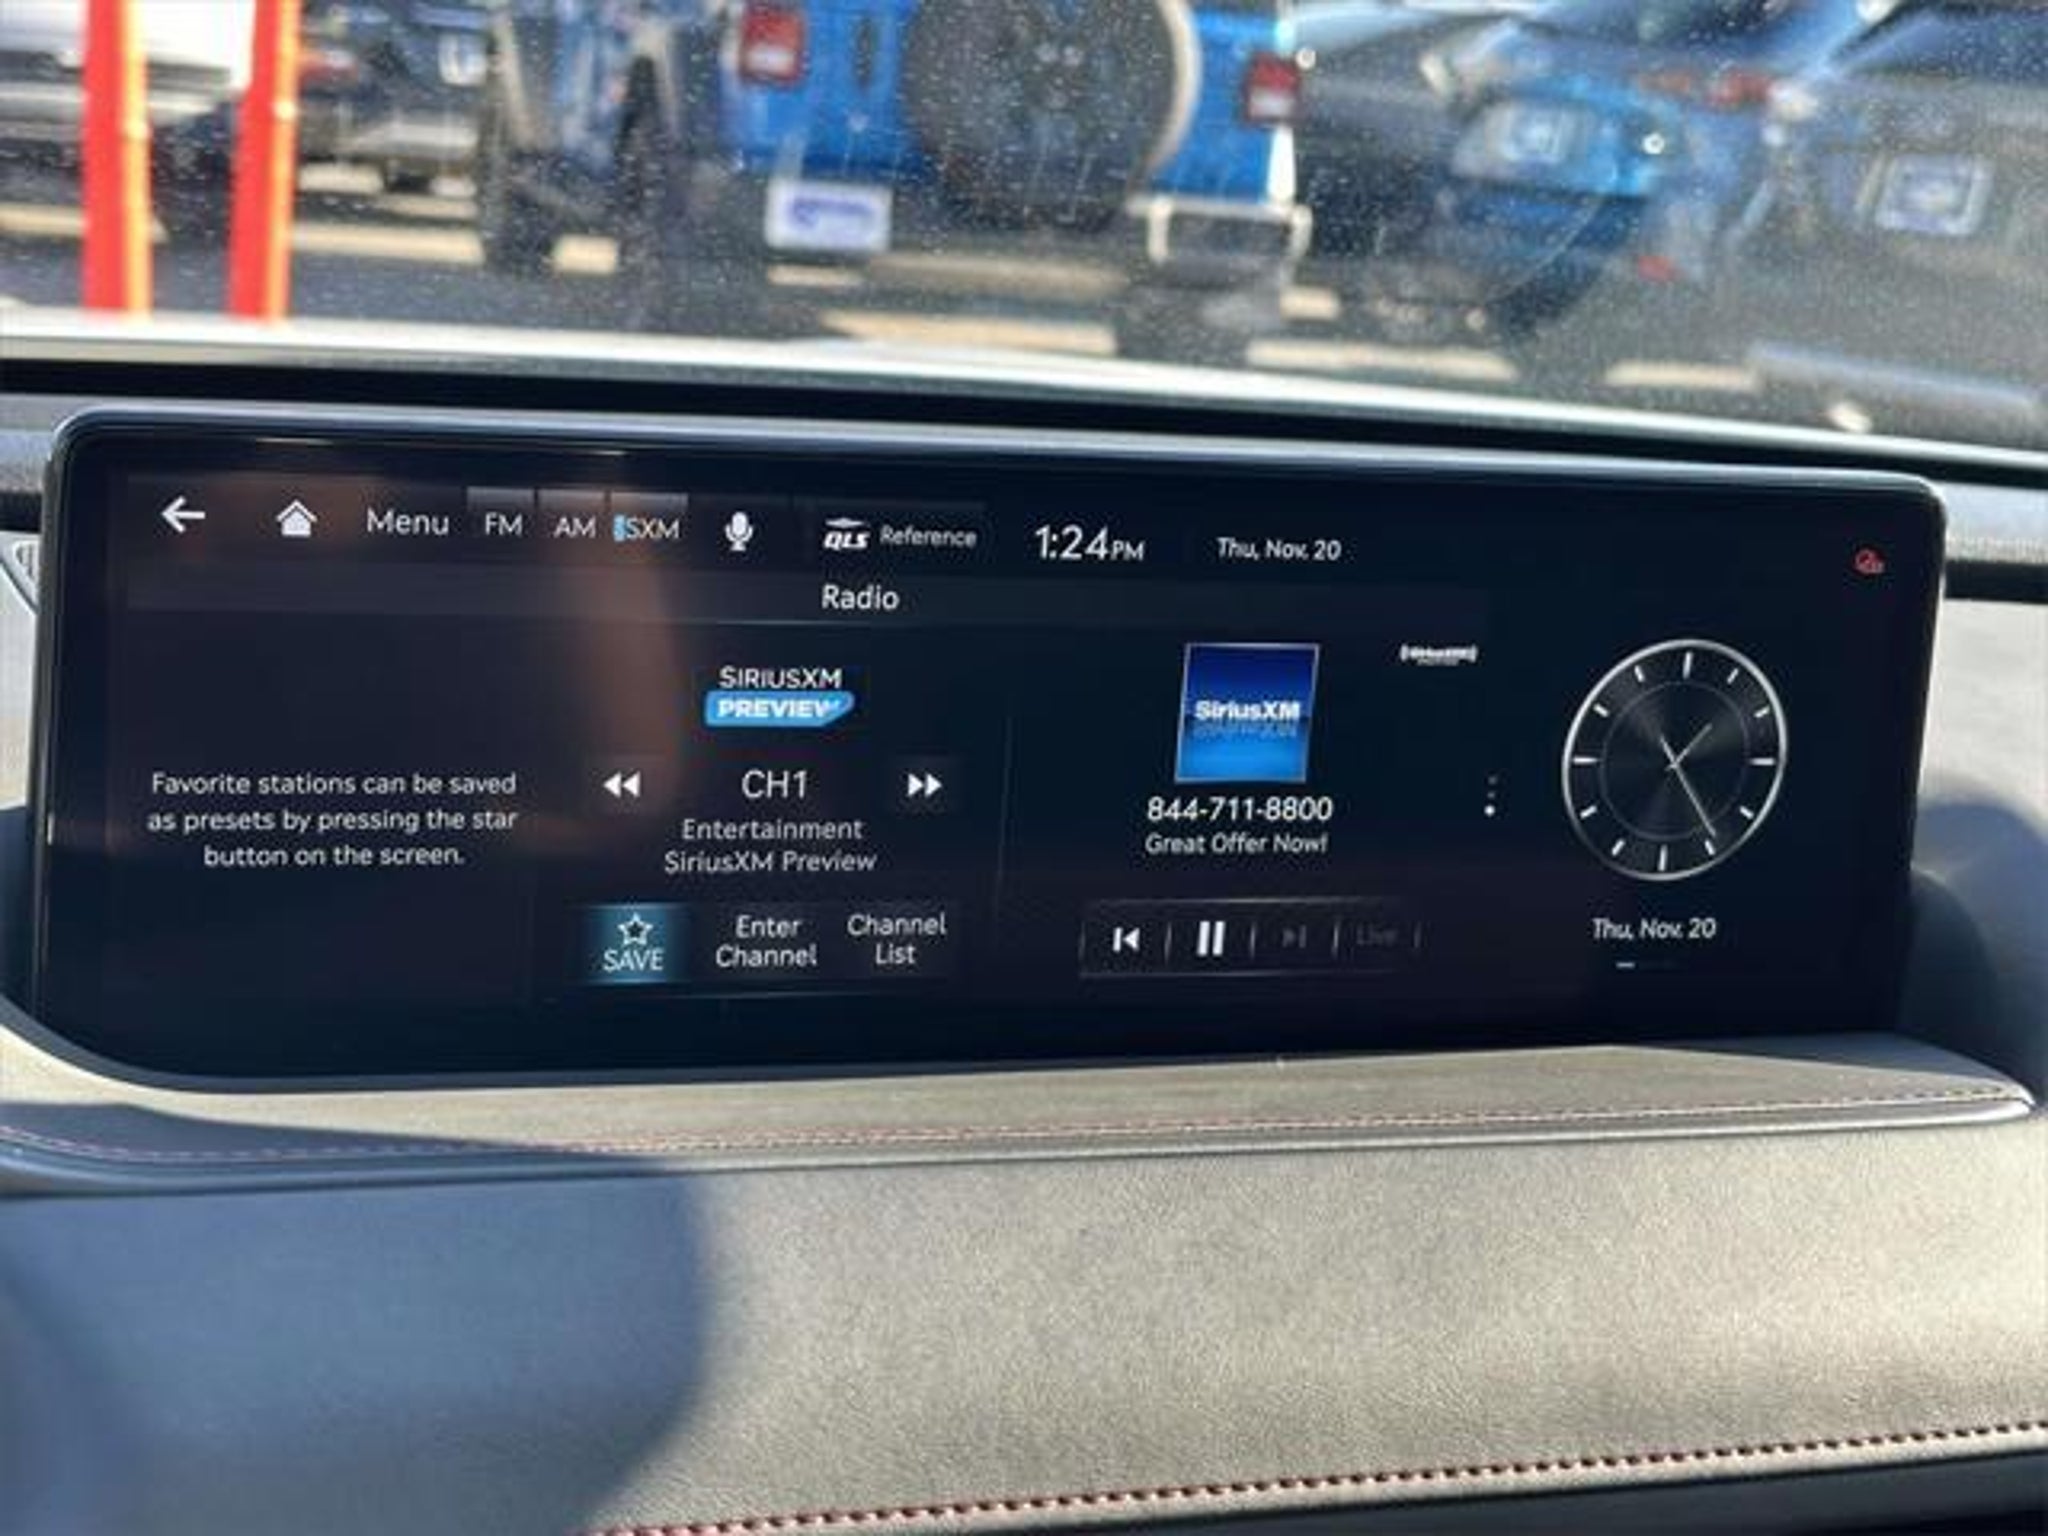 Menu FM AM SXM QLS Reference 1:24PM Thu, Nov. 20
Radio
SIRIUSXM
PREVIEW
CH1
Entertainment
SiriusXM Preview
Favorite stations can be saved
as presets by pressing the star
button on the screen.
SAVE
Enter
Channel
Channel
List
SiriusXM
844-711-8800
Great Offer Now!
Live
Thu, Nov. 20